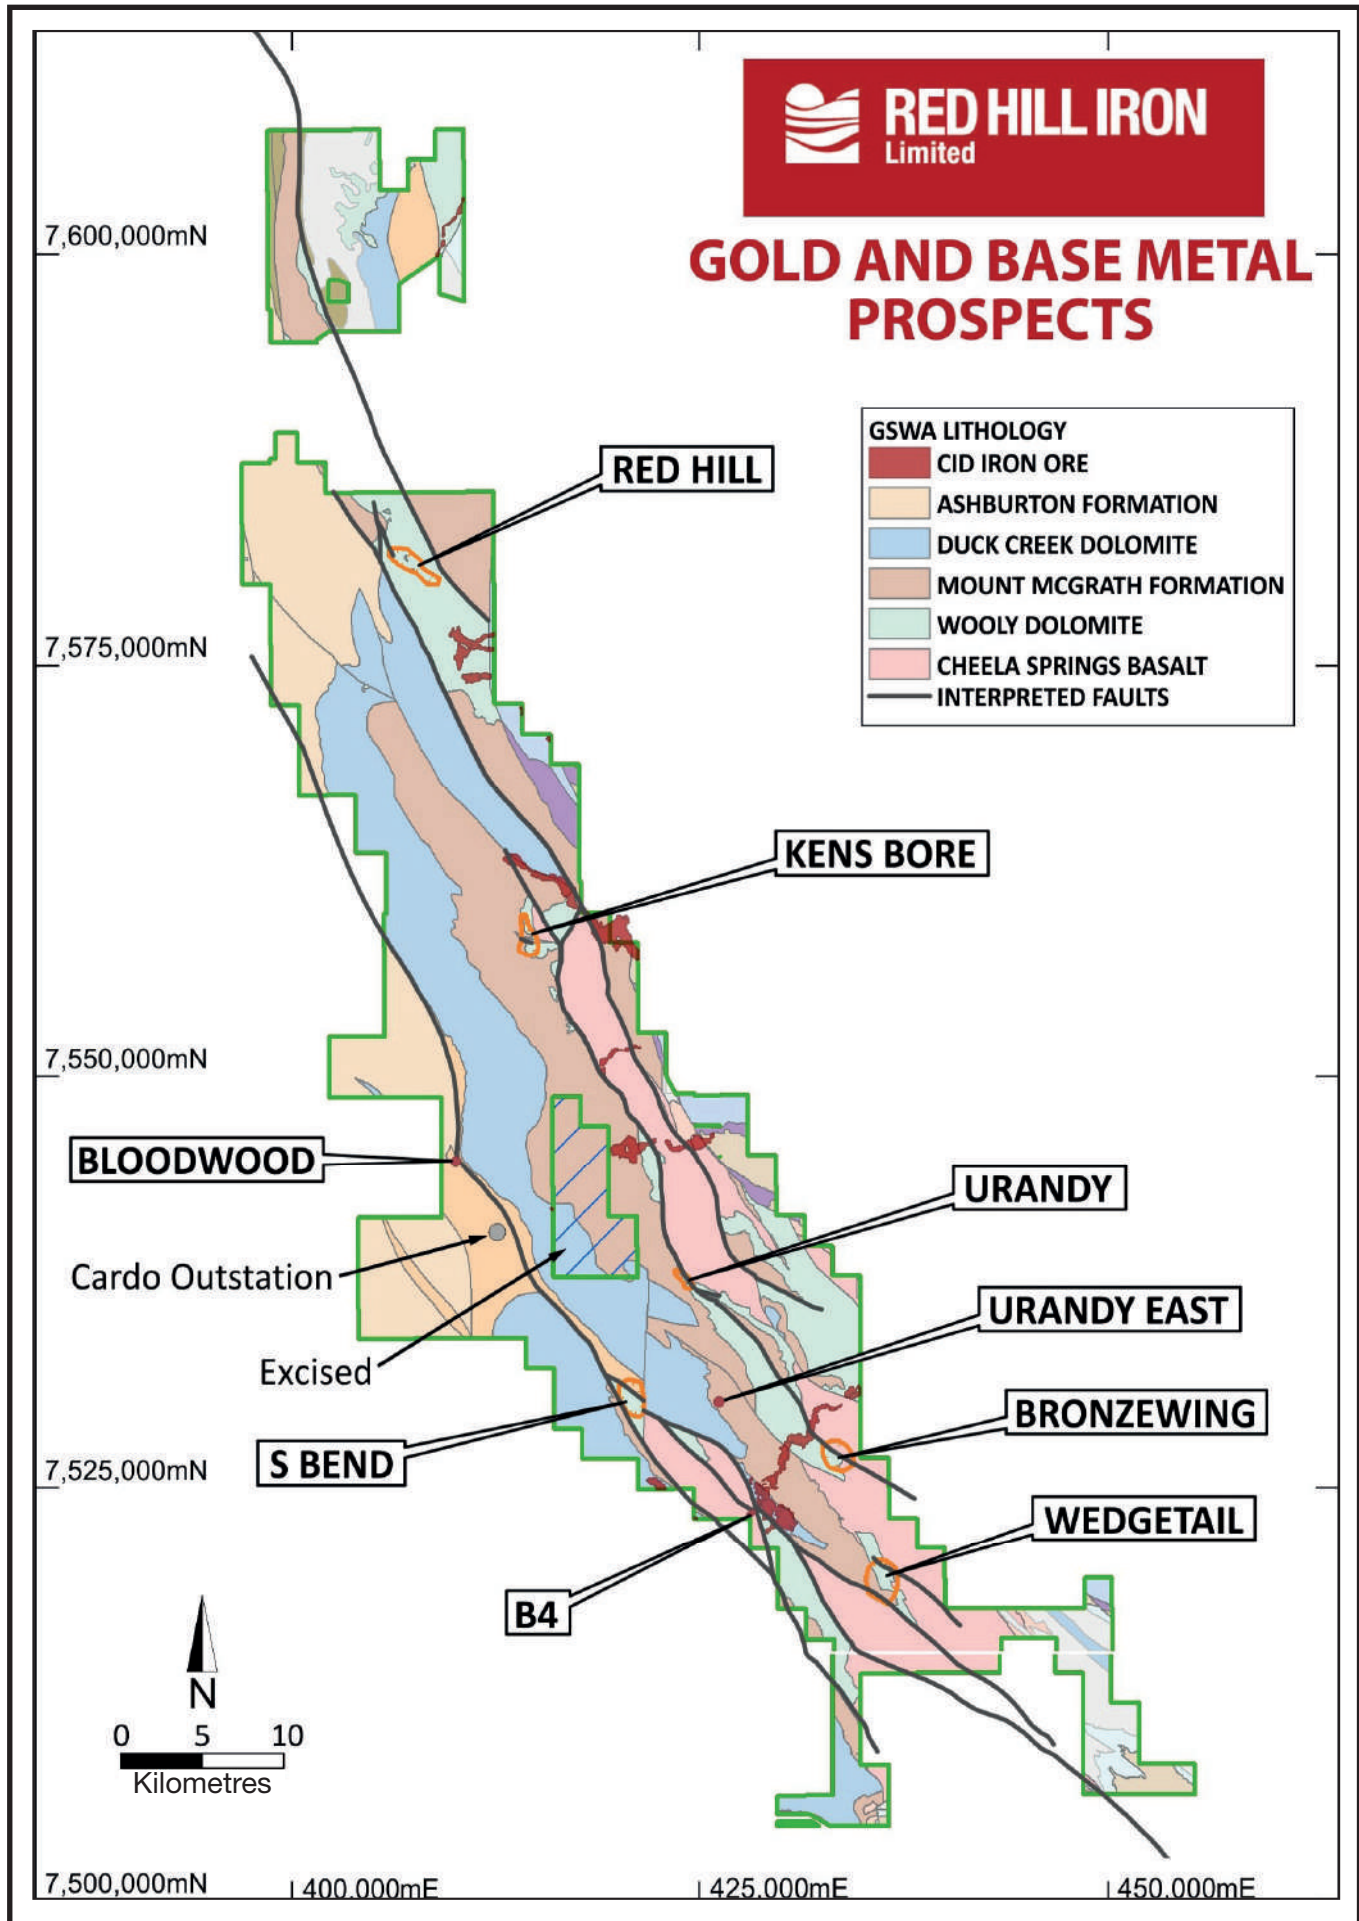 RED HILL IRON
Limited
GOLD AND BASE METAL
PROSPECTS
7,600,000mN
GSWA LITHOLOGY
CID IRON ORE
ASHBURTON FORMATION
DUCK CREEK DOLOMITE
MOUNT MCGRATH FORMATION
WOOLY DOLOMITE
CHEELA SPRINGS BASALT
INTERPRETED FAULTS
RED HILL
7,575,000mN
KENS BORE
7,550,000mN
BLOODWOOD
URANDY
Cardo Outstation
URANDY EAST
Excised
BRONZEWING
S BEND
7,525,000mN
WEDGETAIL
B4
N
0 5 10
Kilometres
7,500,000mN
400,000mE
425,000mE
450,000mE